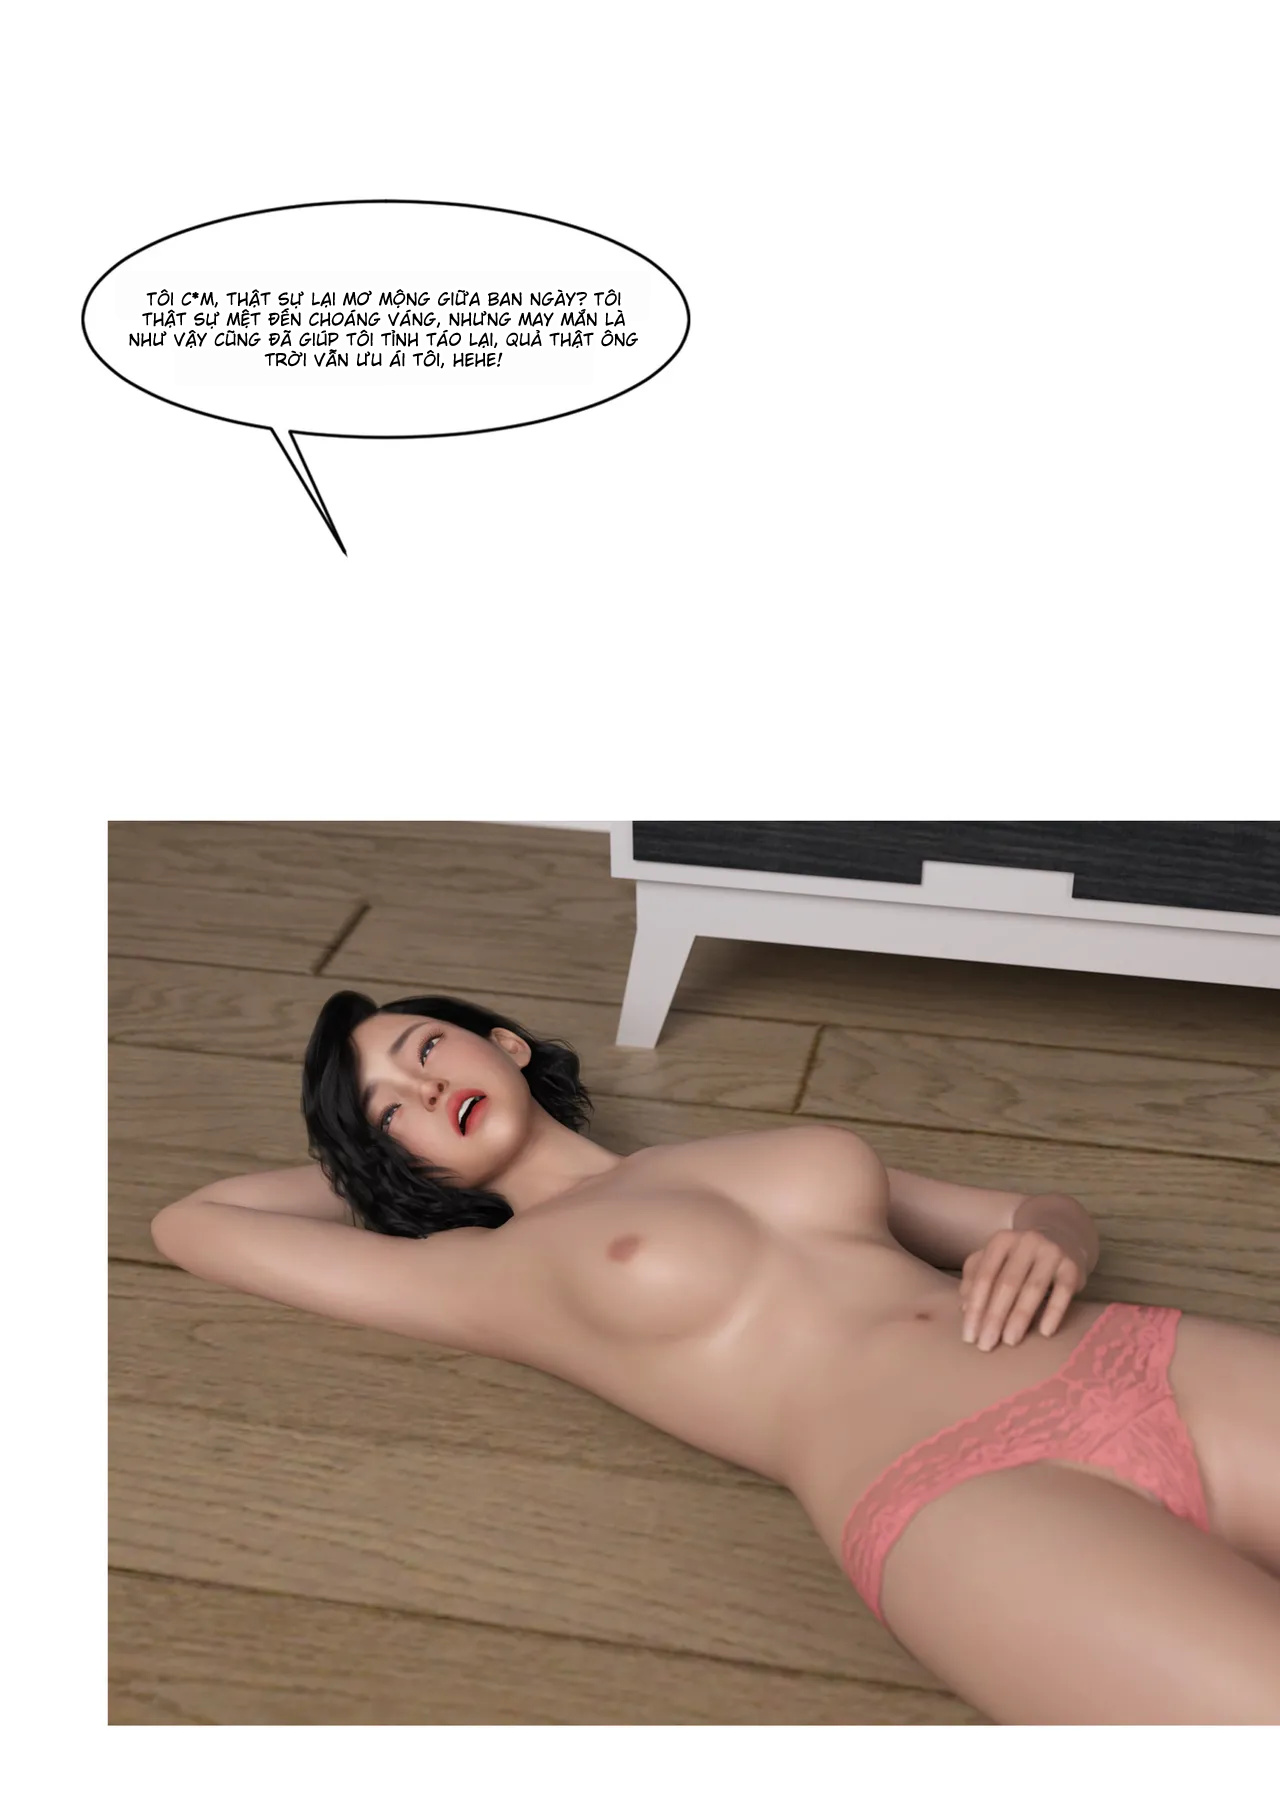 TÔI C*M, THẬT SỰ LẠI MƠ MỘNG GIỮA BAN NGÀY? TÔI
THẬT SỰ MỆT ĐẾN CHOÁNG VÁNG, NHƯNG MAY MẮN LÀ
NHƯ VẬY CŨNG ĐÃ GIÚP TÔI TỈNH TÁO LẠI, QUẢ THẬT ÔNG
TRỜI VẪN ƯU ÁI TÔI, HEHE!